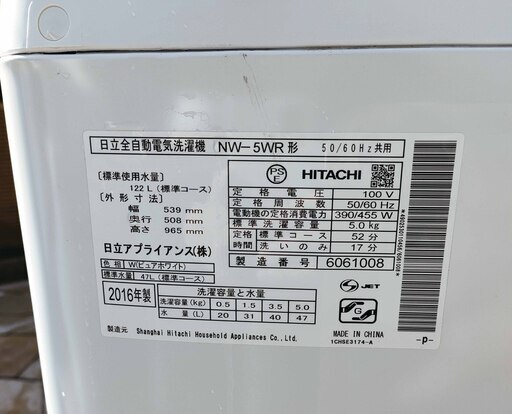 日立全自動電気洗濯機 NW-5WR形 50/60Hz共用
〔標準使用水量〕
122L(標準コース)
〔外形寸法〕
幅 539 mm
奥行 508 mm
高さ 965 mm
日立アプライアンス(株)
色相 W(ピュアホワイト)
標準水量 47L(標準コース)
PSE HITACHI
定格電圧 100 V
定格周波数 50/60 Hz
電動機の定格消費電力 390/455 W
標準洗濯容量 5.0kg
定格標準コース 52分
時間洗いのみ 17分
製造番号 6061008
2016年製
洗濯容量と水量
洗濯容量(kg) 0.5 1.5 3.5 5.0
水量(L) 20 31 40 47
製造元 Shanghai Hitachi Household Appliances Co., Ltd.
S JET
G
MADE IN CHINA
1CHSE3174-A
-p-